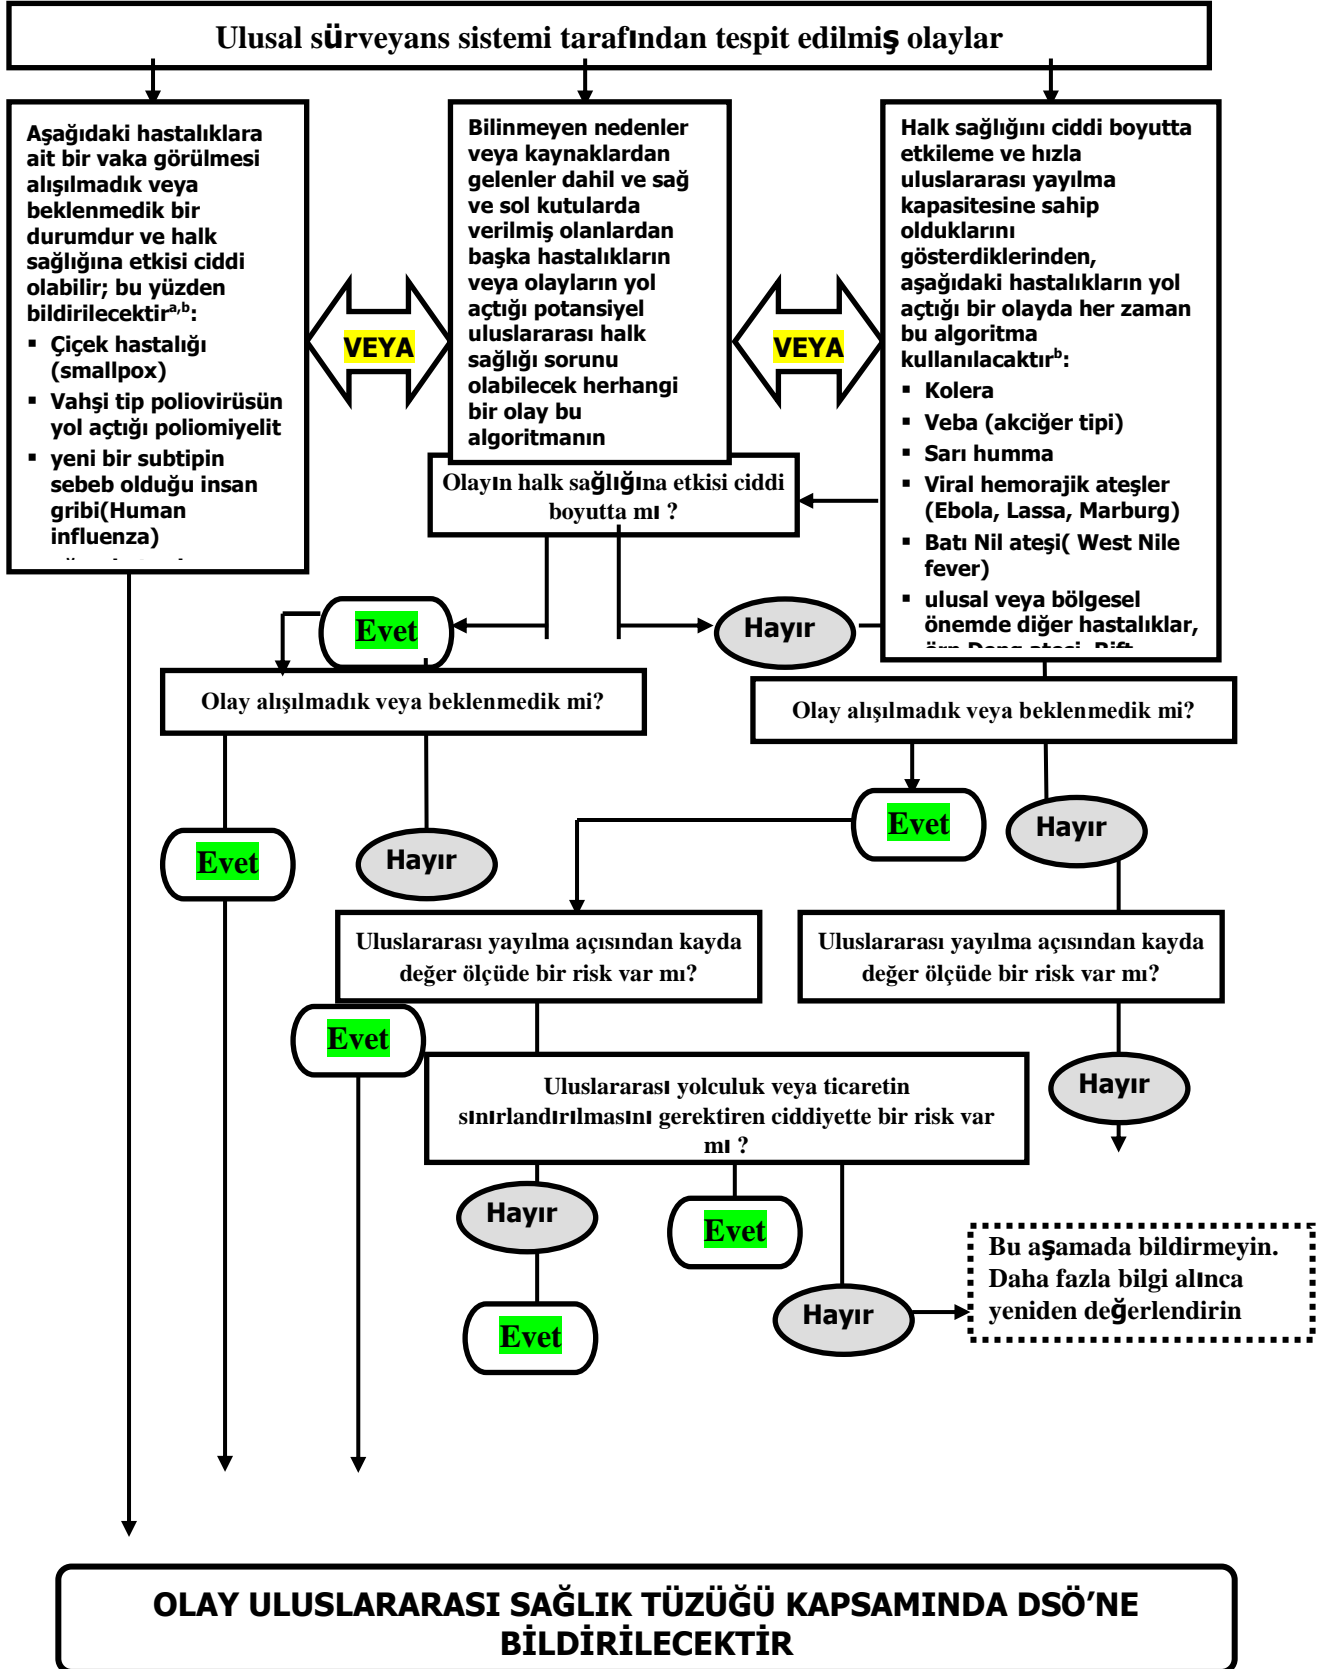 Ulusal sürveyans sistemi tarafından tespit edilmiş olaylar
Aşağıdaki hastalıklara
ait bir vaka görülmesi
alışılmadık veya
beklenmedik bir
durumdur ve halk
sağlığına etkisi ciddi
olabilir; bu yüzden
bildirilecektir a,b:
▪ Çiçek hastalığı
(smallpox)
▪ Vahşi tip poliovirüsün
yol açtığı poliomiyelit
▪ yeni bir subtipin
sebeb olduğu insan
gribi(Human
influenza)
VEYA
Bilinmeyen nedenler
veya kaynaklardan
gelenler dahil ve sağ
ve sol kutularda
verilmiş olanlardan
başka hastalıkların
veya olayların yol
açtığı potansiyel
uluslararası halk
sağlığı sorunu
olabilecek herhangi
bir olay bu
algoritmanın
VEYA
Halk sağlığını ciddi boyutta
etkileme ve hızla
uluslararası yayılma
kapasitesine sahip
olduklarını
gösterdiklerinden,
aşağıdaki hastalıkların yol
açtığı bir olayda her zaman
bu algoritma
kullanılacaktır b:
▪ Kolera
▪ Veba (akciğer tipi)
▪ Sarı humma
▪ Viral hemorajik ateşler
(Ebola, Lassa, Marburg)
▪ Batı Nil ateşi( West Nile
fever)
▪ ulusal veya bölgesel
önemde diğer hastalıklar,
Olayın halk sağlığına etkisi ciddi
boyutta mı ?
Evet
Hayır
Olay alışılmadık veya beklenmedik mi?
Olay alışılmadık veya beklenmedik mi?
Evet
Hayır
Evet
Hayır
Uluslararası yayılma açısından kayda
değer ölçüde bir risk var mı?
Uluslararası yayılma açısından kayda
değer ölçüde bir risk var mı?
Evet
Hayır
Uluslararası yolculuk veya ticaretin
sınırlandırılmasını gerektiren ciddiyette bir risk var
mı ?
Hayır
Evet
Evet
Hayır
Bu aşamada bildirmeyin.
Daha fazla bilgi alınca
yeniden değerlendirin
OLAY ULUSLARARASI SAĞLIK TÜZÜĞÜ KAPSAMINDA DSÖ’NE
BİLDİRİLECEKTİR